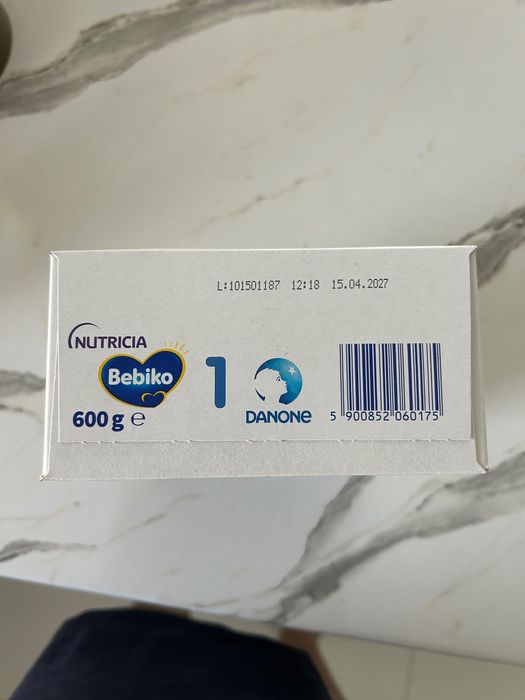 L:101501187 12:18 15.04.2027
NUTRICIA
Bebiko
600 g e
1
DANONE
5 900852 060175